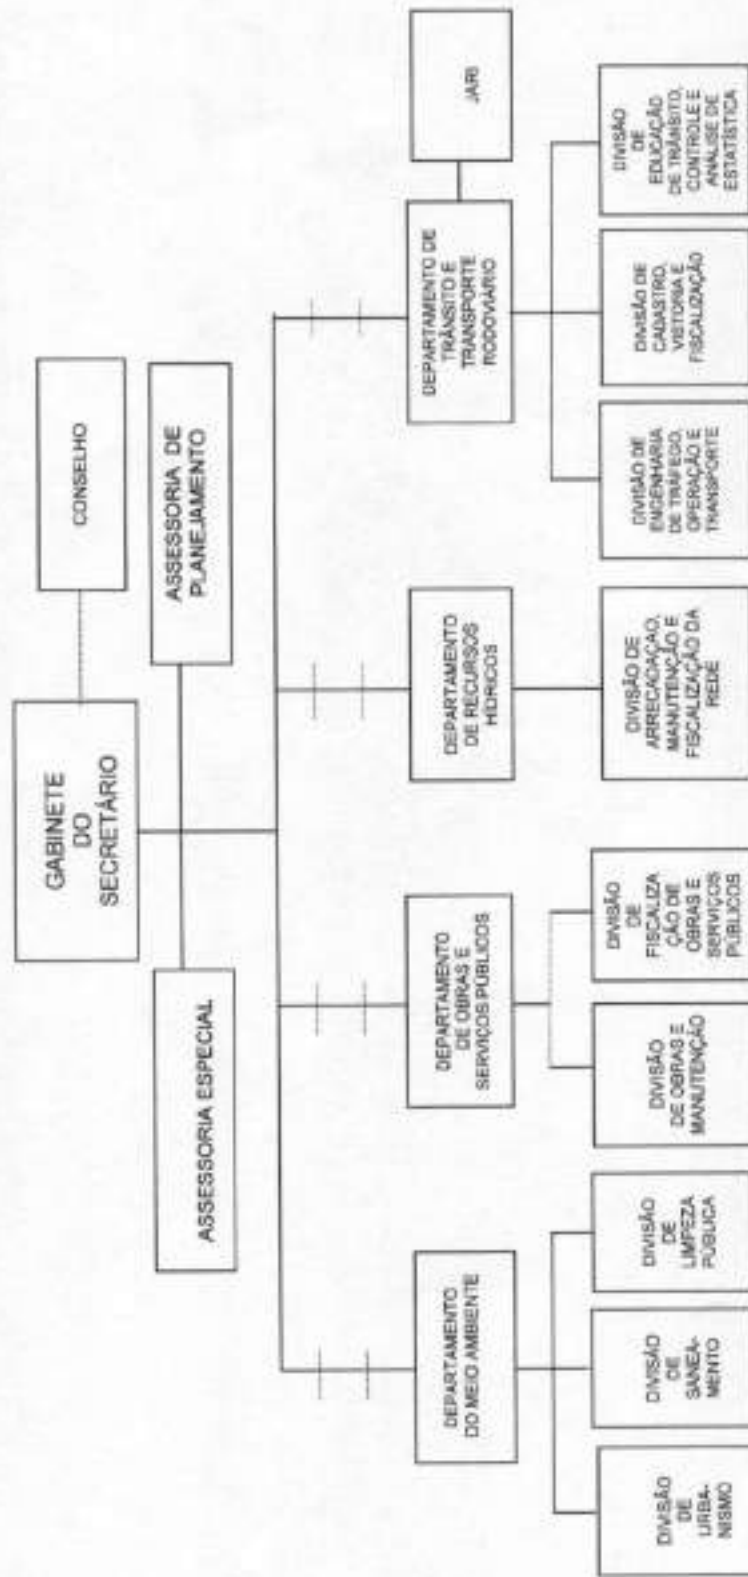 GABINETE
DO
SECRETÁRIO
CONSELHO
ASSESSORIA ESPECIAL
ASSESSORIA DE
PLANEJAMENTO
DEPARTAMENTO
DO MEIO AMBIENTE
DEPARTAMENTO
DE OBRAS E
SERVIÇOS PÚBLICOS
DEPARTAMENTO
DE RECURSOS
HÍDRICOS
DEPARTAMENTO DE
TRÂNSITO E
TRANSPORTE
RODOVIÁRIO
JARI
DIVISÃO
DE
URBA-
NISMO
DIVISÃO
DE
SANEA-
MENTO
DIVISÃO
DE
LIMPEZA
PÚBLICA
DIVISÃO
DE OBRAS E
MANUTENÇÃO
DIVISÃO
DE
FISCALIZA
ÇÃO DE
OBRAS E
SERVIÇOS
PÚBLICOS
DIVISÃO DE
ARRECADAÇÃO,
MANUTENÇÃO E
FISCALIZAÇÃO DA
REDE
DIVISÃO DE
ENGENHARIA
DE TRÁFEGO,
OPERAÇÃO E
TRANSPORTE
DIVISÃO DE
CADASTRO,
VISTORIA E
FISCALIZAÇÃO
DIVISÃO
DE
EDUCAÇÃO
DE TRÂNSITO,
CONTROLE E
ANÁLISE DE
ESTATÍSTICA